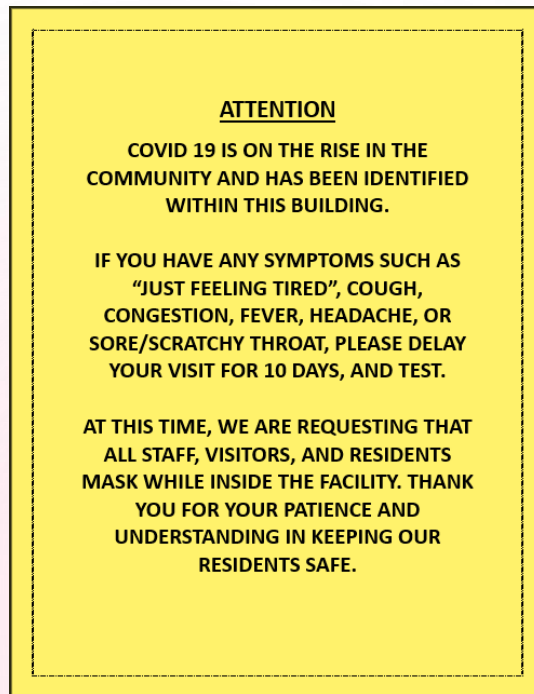 ATTENTION
COVID 19 IS ON THE RISE IN THE
COMMUNITY AND HAS BEEN IDENTIFIED
WITHIN THIS BUILDING.
IF YOU HAVE ANY SYMPTOMS SUCH AS
“JUST FEELING TIRED”, COUGH,
CONGESTION, FEVER, HEADACHE, OR
SORE/SCRATCHY THROAT, PLEASE DELAY
YOUR VISIT FOR 10 DAYS, AND TEST.
AT THIS TIME, WE ARE REQUESTING THAT
ALL STAFF, VISITORS, AND RESIDENTS
MASK WHILE INSIDE THE FACILITY. THANK
YOU FOR YOUR PATIENCE AND
UNDERSTANDING IN KEEPING OUR
RESIDENTS SAFE.